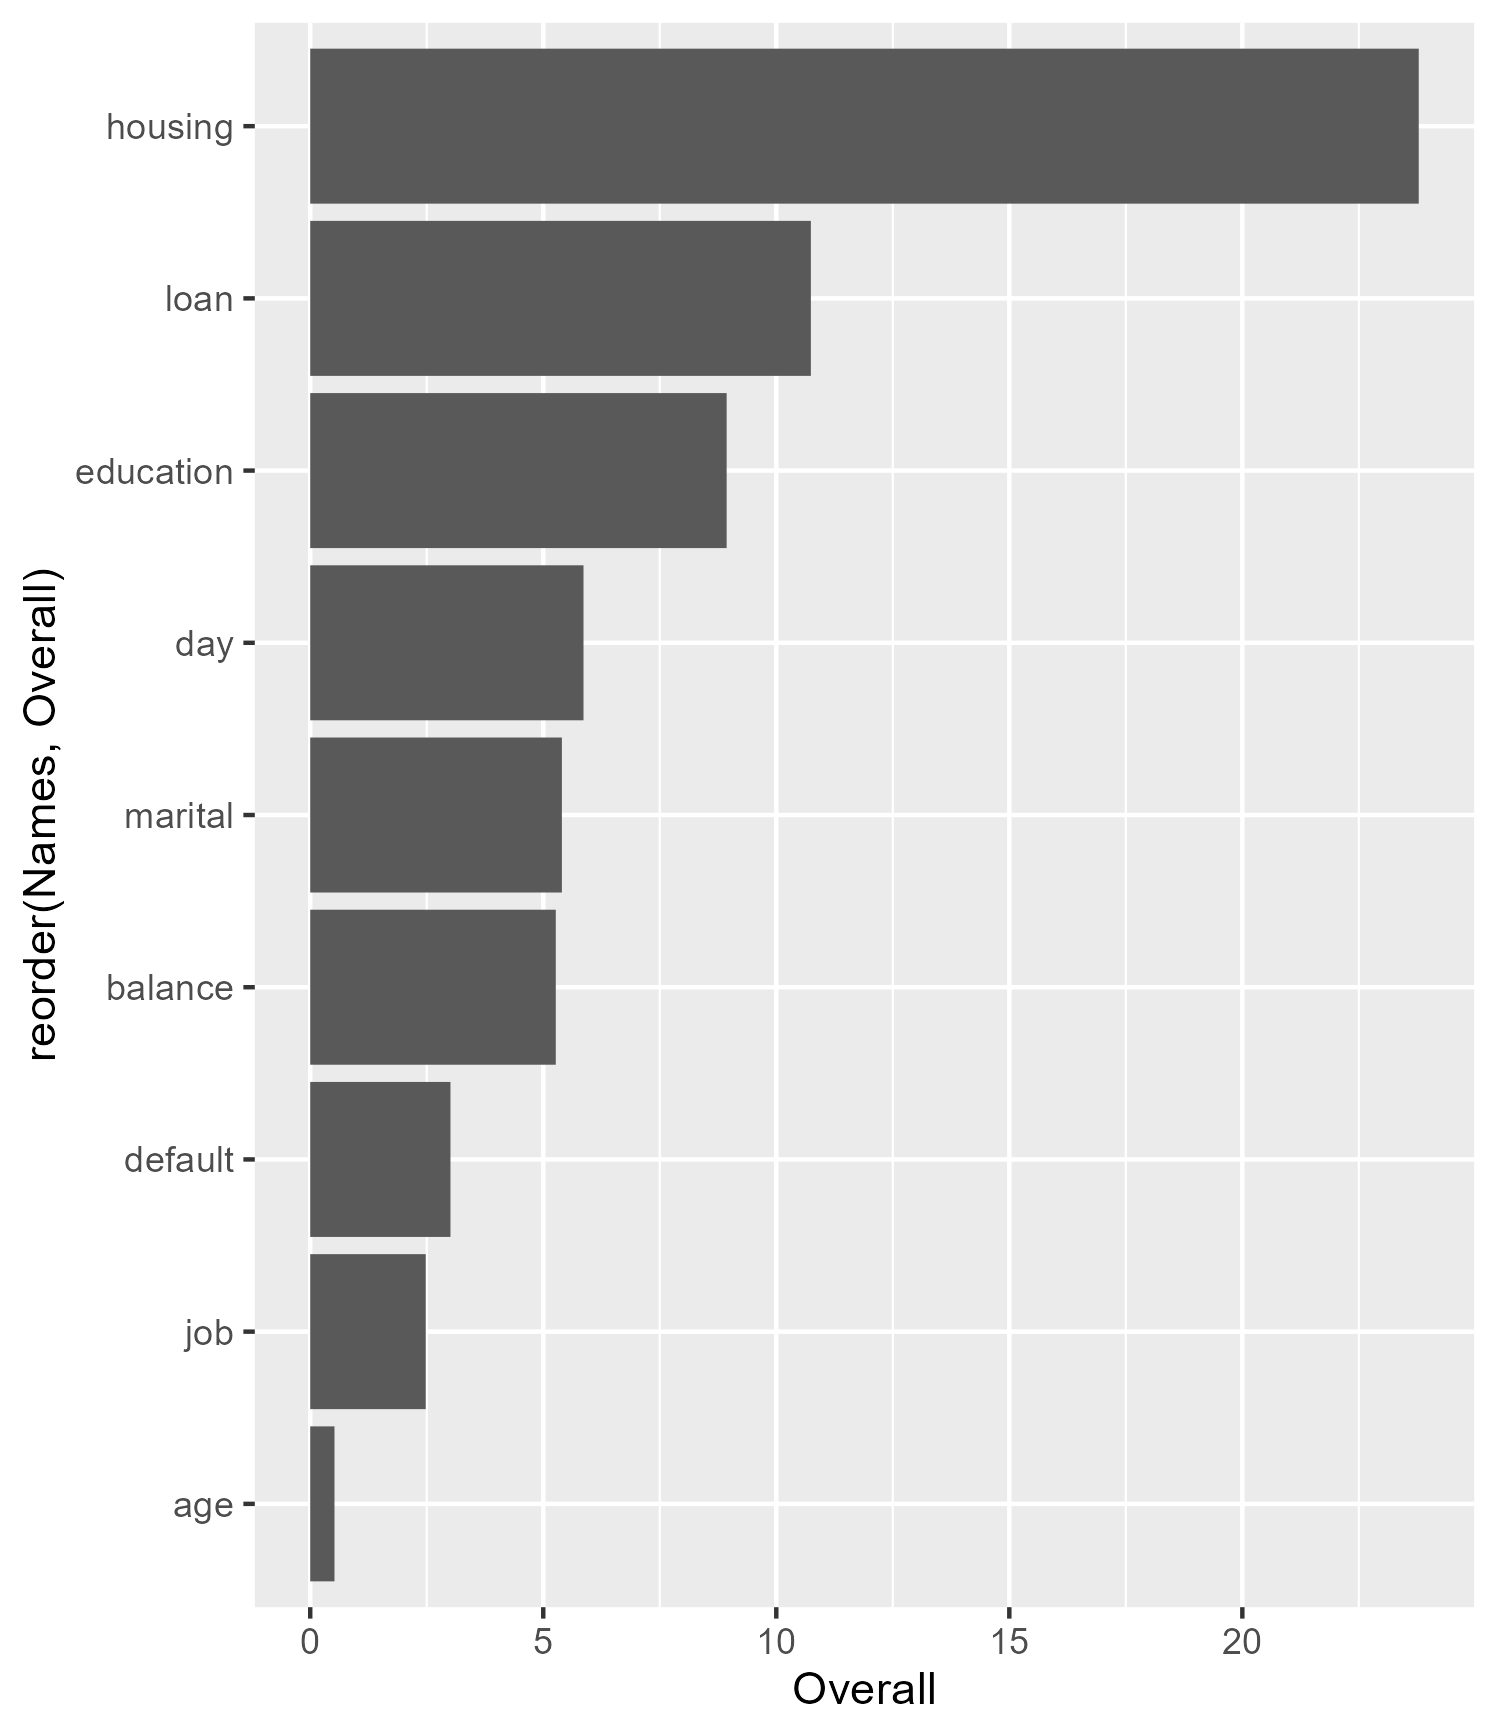 reorder(Names, Overall)
housing
loan
education
day
marital
balance
default
job
age
0 5 10 15 20
Overall